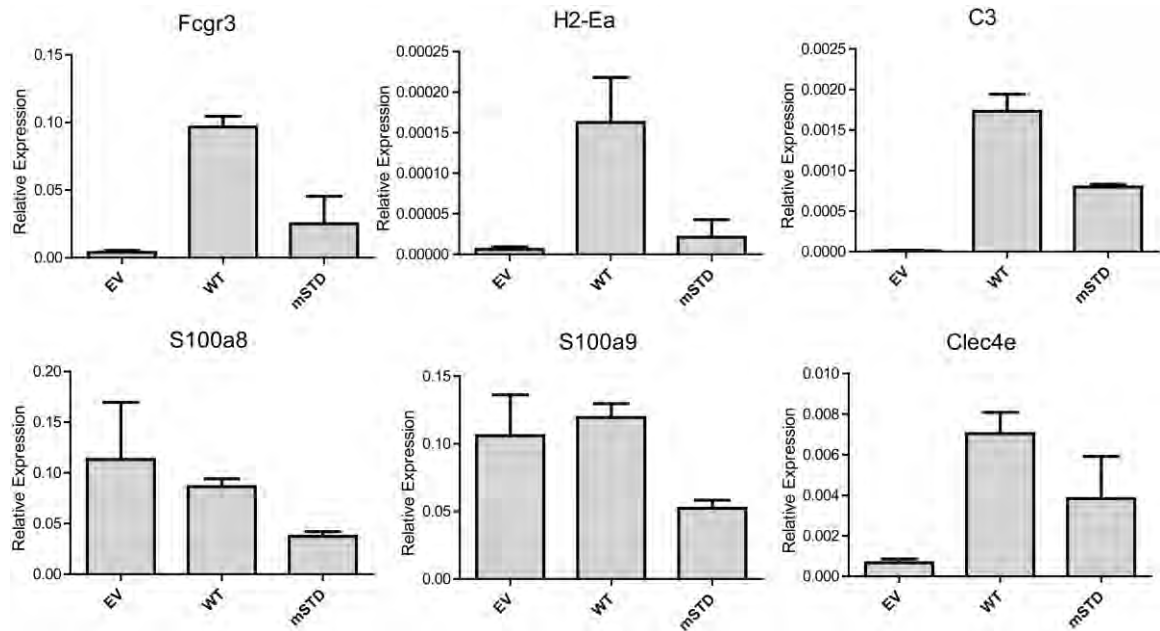 Fcgr3
Relative Expression
0.15
0.10
0.05
0.00
EV
WT
mSTD
H2-Ea
Relative Expression
0.00025
0.00020
0.00015
0.00010
0.00005
0.00000
EV
WT
mSTD
C3
Relative Expression
0.0025
0.0020
0.0015
0.0010
0.0005
0.0000
EV
WT
mSTD
S100a8
Relative Expression
0.20
0.15
0.10
0.05
0.00
EV
WT
mSTD
S100a9
Relative Expression
0.15
0.10
0.05
0.00
EV
WT
mSTD
Clec4e
Relative Expression
0.010
0.008
0.006
0.004
0.002
0.000
EV
WT
mSTD